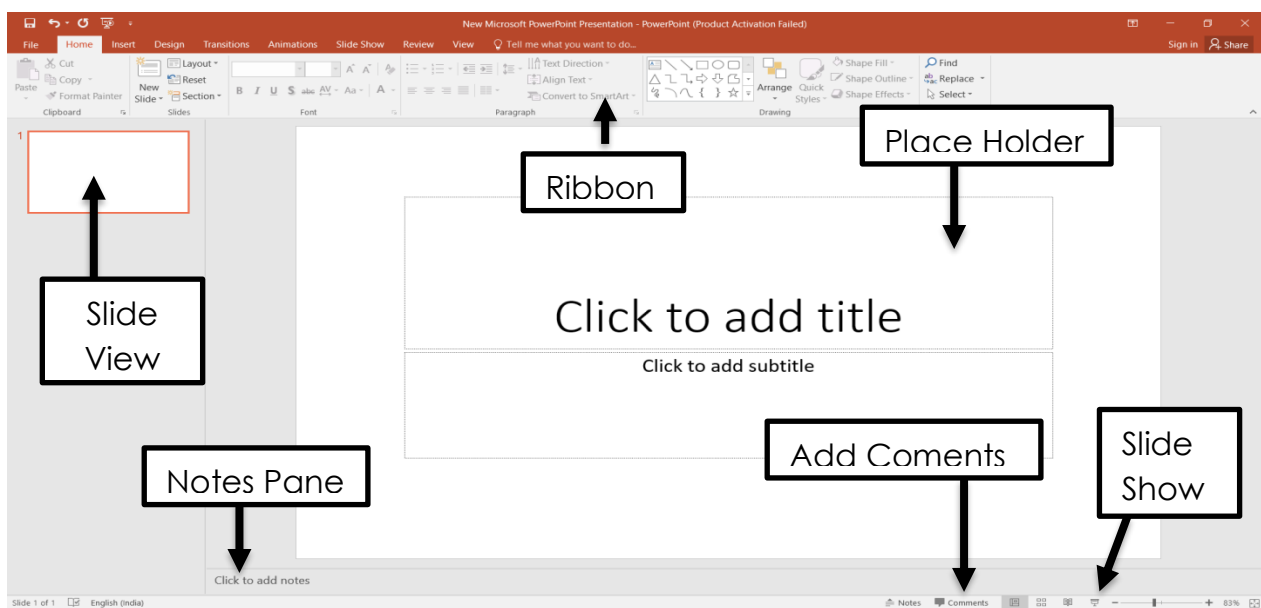 New Microsoft PowerPoint Presentation - PowerPoint (Product Activation Failed)
File Home Insert Design Transitions Animations Slide Show Review View Tell me what you want to do... Sign in Share
Cut
Copy
Format Painter
Paste
Clipboard
New
Slide
Layout
Reset
Section
Slides
B I U S abc AV Aa A
Font
Text Direction
Align Text
Convert to SmartArt
Paragraph
Arrange
Quick
Styles
Shape Fill
Shape Outline
Shape Effects
Drawing
Find
Replace
Select
1
Place Holder
Ribbon
Slide
View
Click to add title
Click to add subtitle
Add Coments
Slide
Show
Notes Pane
Click to add notes
Slide 1 of 1 English (India) Notes Comments 83%